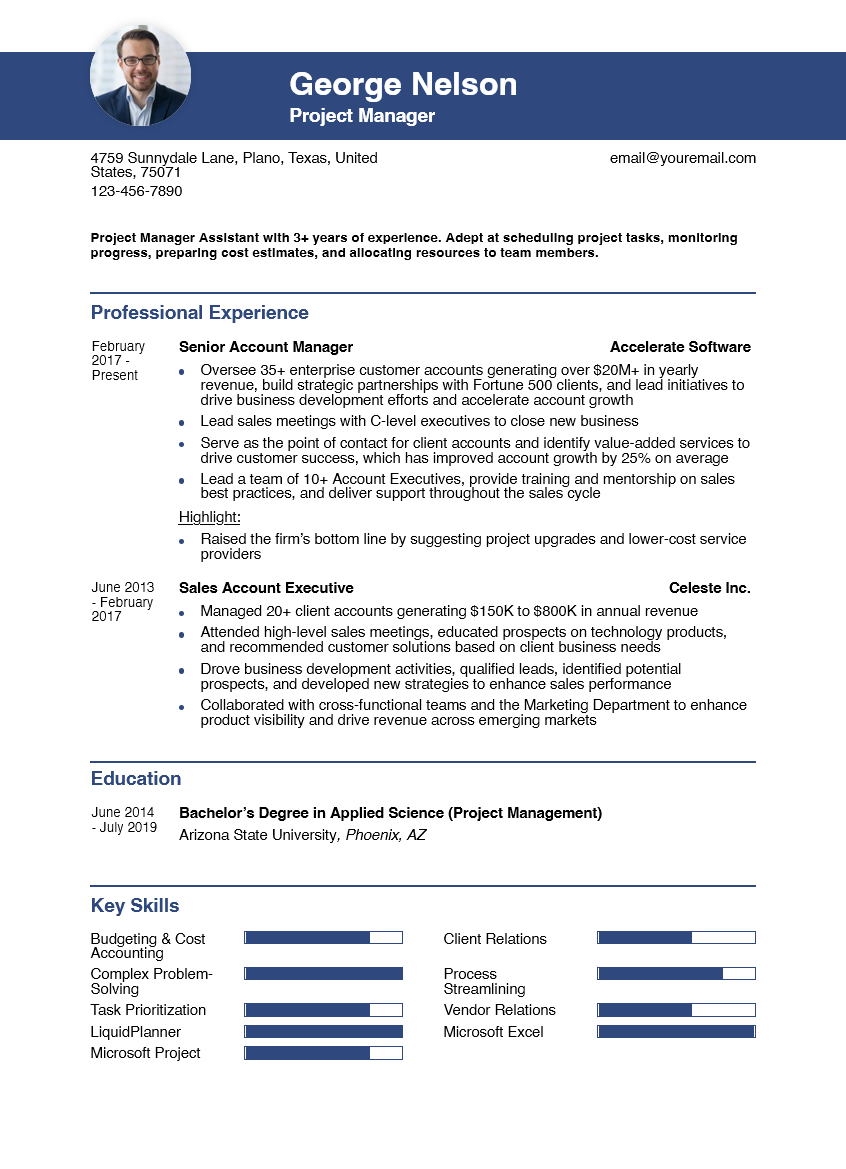 George Nelson
Project Manager
4759 Sunnydale Lane, Plano, Texas, United
States, 75071
email@youremail.com
123-456-7890
Project Manager Assistant with 3+ years of experience. Adept at scheduling project tasks, monitoring
progress, preparing cost estimates, and allocating resources to team members.
Professional Experience
February
2017 -
Present
Senior Account Manager
Accelerate Software
• Oversee 35+ enterprise customer accounts generating over $20M+ in yearly
revenue, build strategic partnerships with Fortune 500 clients, and lead initiatives to
drive business development efforts and accelerate account growth
• Lead sales meetings with C-level executives to close new business
• Serve as the point of contact for client accounts and identify value-added services to
drive customer success, which has improved account growth by 25% on average
• Lead a team of 10+ Account Executives, provide training and mentorship on sales
best practices, and deliver support throughout the sales cycle
Highlight:
• Raised the firm’s bottom line by suggesting project upgrades and lower-cost service
providers
June 2013
- February
2017
Sales Account Executive
Celeste Inc.
• Managed 20+ client accounts generating $150K to $800K in annual revenue
• Attended high-level sales meetings, educated prospects on technology products,
and recommended customer solutions based on client business needs
• Drove business development activities, qualified leads, identified potential
prospects, and developed new strategies to enhance sales performance
• Collaborated with cross-functional teams and the Marketing Department to enhance
product visibility and drive revenue across emerging markets
Education
June 2014
- July 2019
Bachelor’s Degree in Applied Science (Project Management)
Arizona State University, Phoenix, AZ
Key Skills
Budgeting & Cost
Accounting
Client Relations
Complex Problem-
Solving
Process
Streamlining
Task Prioritization
Vendor Relations
LiquidPlanner
Microsoft Excel
Microsoft Project